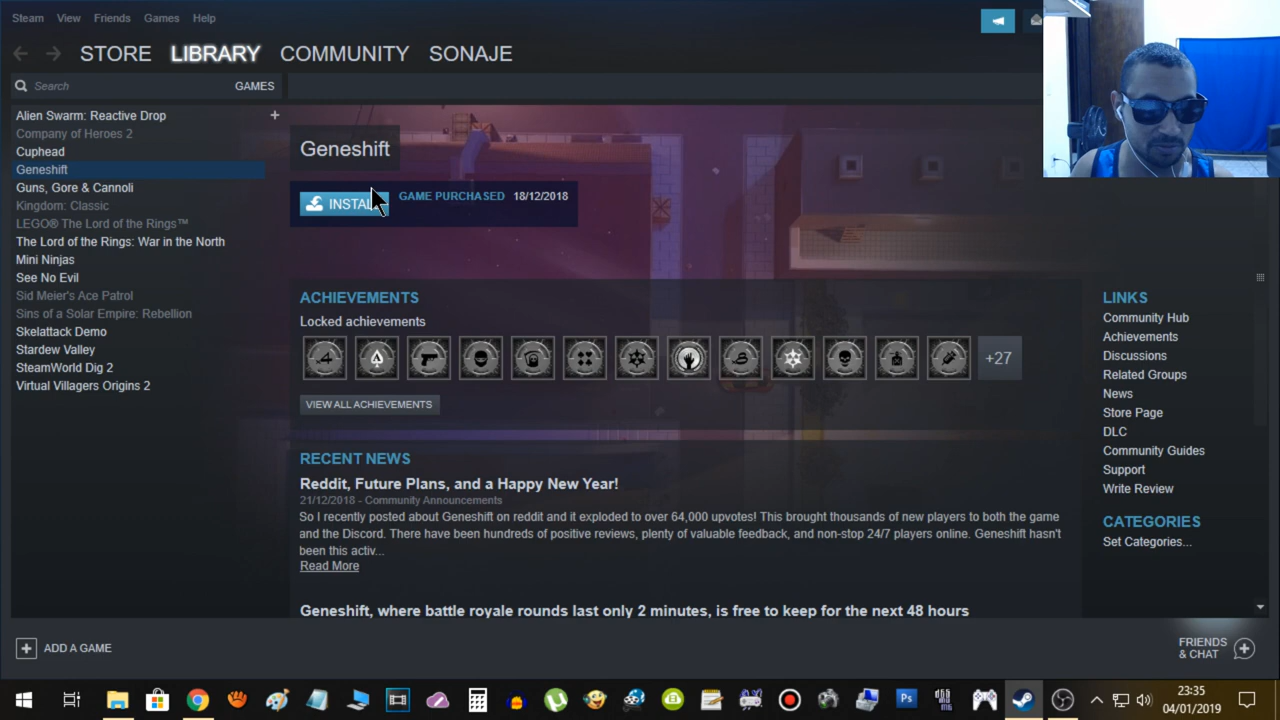 Steam View Friends Games Help
STORE LIBRARY COMMUNITY SONAJE
Search GAMES
Alien Swarm: Reactive Drop
Company of Heroes 2
Cuphead
Geneshift
Guns, Gore & Cannoli
Kingdom: Classic
LEGO® The Lord of the Rings™
The Lord of the Rings: War in the North
Mini Ninjas
See No Evil
Sid Meier's Ace Patrol
Sins of a Solar Empire: Rebellion
Skelattack Demo
Stardew Valley
SteamWorld Dig 2
Virtual Villagers Origins 2
Geneshift
INSTALL GAME PURCHASED 18/12/2018
ACHIEVEMENTS
Locked achievements
+27
VIEW ALL ACHIEVEMENTS
RECENT NEWS
Reddit, Future Plans, and a Happy New Year!
21/12/2018 - Community Announcements
So I recently posted about Geneshift on reddit and it exploded to over 64,000 upvotes! This brought thousands of new players to both the game
and the Discord. There have been hundreds of positive reviews, plenty of valuable feedback, and non-stop 24/7 players online. Geneshift hasn't
been this activ...
Read More
Geneshift, where battle royale rounds last only 2 minutes, is free to keep for the next 48 hours
LINKS
Community Hub
Achievements
Discussions
Related Groups
News
Store Page
DLC
Community Guides
Support
Write Review
CATEGORIES
Set Categories...
ADD A GAME
FRIENDS
& CHAT
Ps
23:35
04/01/2019